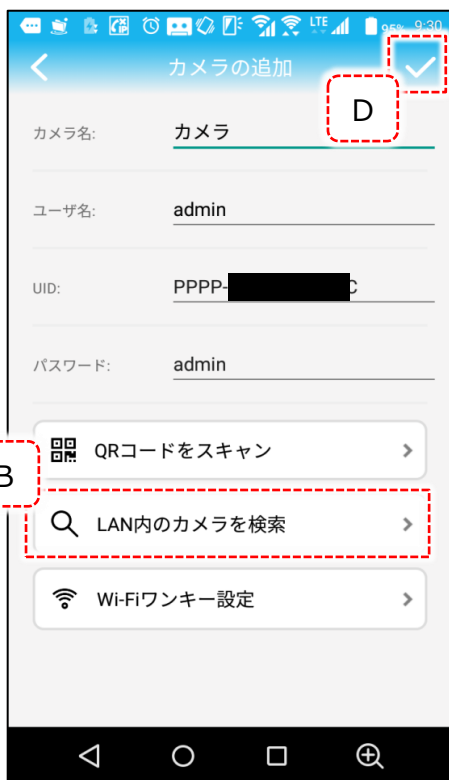 LTE 95% 9:30
カメラの追加
D
カメラ名: カメラ
ユーザ名: admin
UID: PPPP- C
パスワード: admin
QRコードをスキャン
B
LAN内のカメラを検索
Wi-Fiワンキー設定